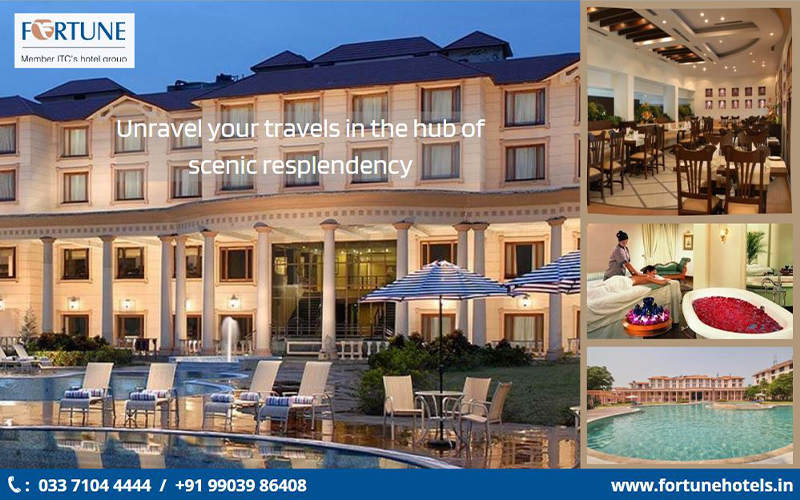 FORTUNE
Member ITC's hotel group
Unravel your travels in the hub of
scenic resplendency
: 033 7104 4444 / +91 99039 86408
www.fortunehotels.in